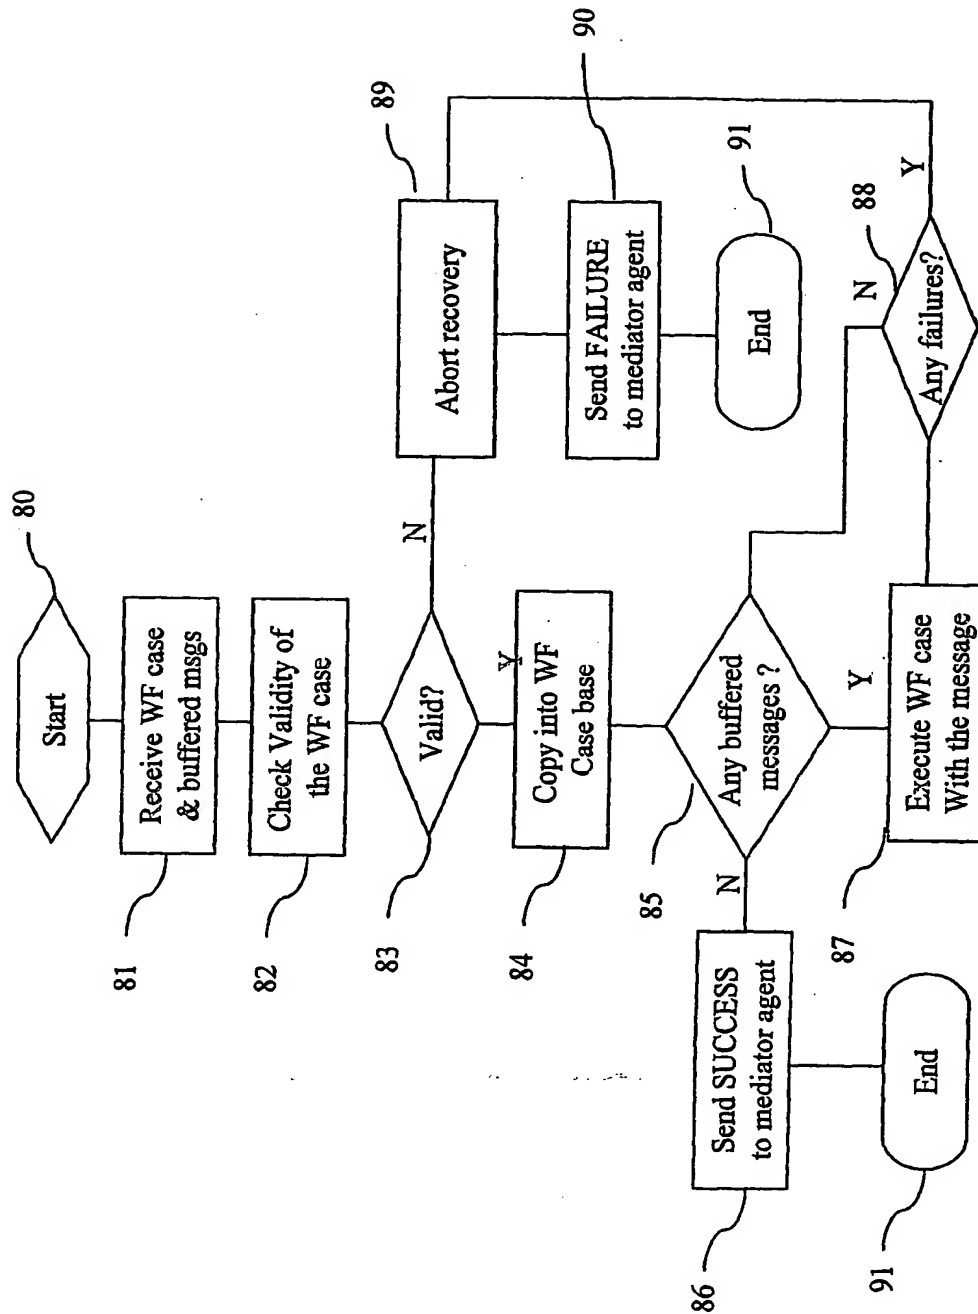 Start
80
Receive WF case
& buffered msgs
81
Check Validity of
the WF case
82
Valid?
83
N
Abort recovery
89
Y
Copy into WF
Case base
84
Send FAILURE
to mediator agent
90
End
91
Any buffered
messages ?
85
N
Send SUCCESS
to mediator agent
86
Y
Execute WF case
With the message
87
Any failures?
88
N
Y
End
91